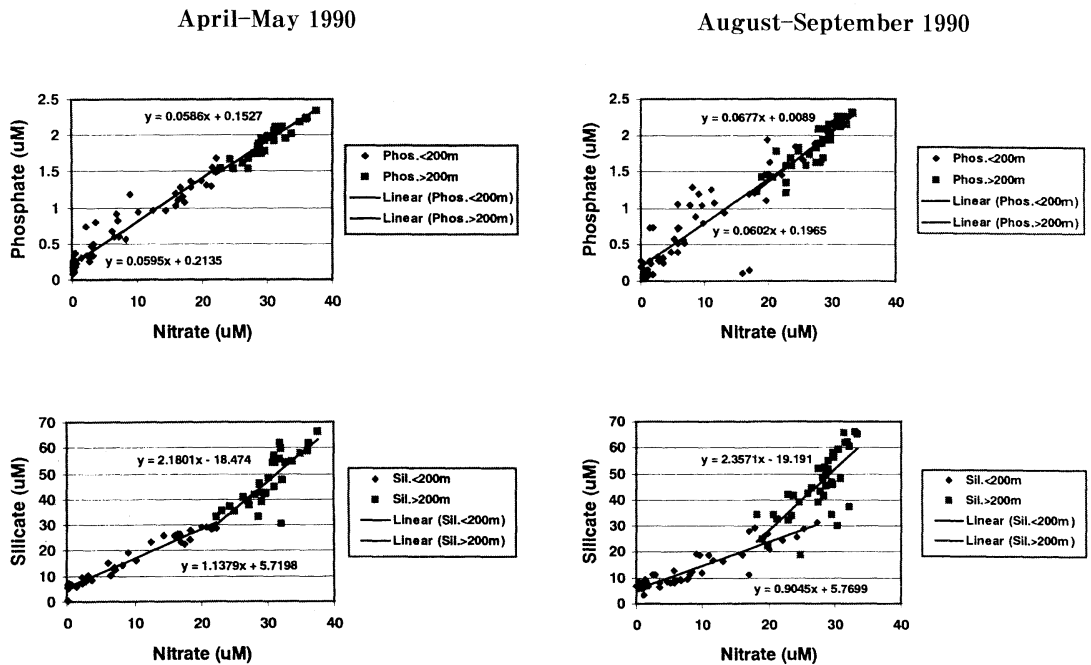 April–May 1990
August–September 1990
Phosphate (uM)
2.5
2
1.5
1
0.5
0
y = 0.0586x + 0.1527
y = 0.0595x + 0.2135
0 10 20 30 40
Nitrate (uM)
Phos.<200m
Phos.>200m
Linear (Phos.<200m)
Linear (Phos.>200m)
Phosphate (uM)
2.5
2
1.5
1
0.5
0
y = 0.0677x + 0.0089
y = 0.0602x + 0.1965
0 10 20 30 40
Nitrate (uM)
Phos.<200m
Phos.>200m
Linear (Phos.<200m)
Linear (Phos.>200m)
Silicate (uM)
70
60
50
40
30
20
10
0
y = 2.1801x - 18.474
y = 1.1379x + 5.7198
0 10 20 30 40
Nitrate (uM)
Sil.<200m
Sil.>200m
Linear (Sil.<200m)
Linear (Sil.>200m)
Silicate (uM)
70
60
50
40
30
20
10
0
y = 2.3571x - 19.191
y = 0.9045x + 5.7699
0 10 20 30 40
Nitrate (uM)
Sil.<200m
Sil.>200m
Linear (Sil.<200m)
Linear (Sil.>200m)